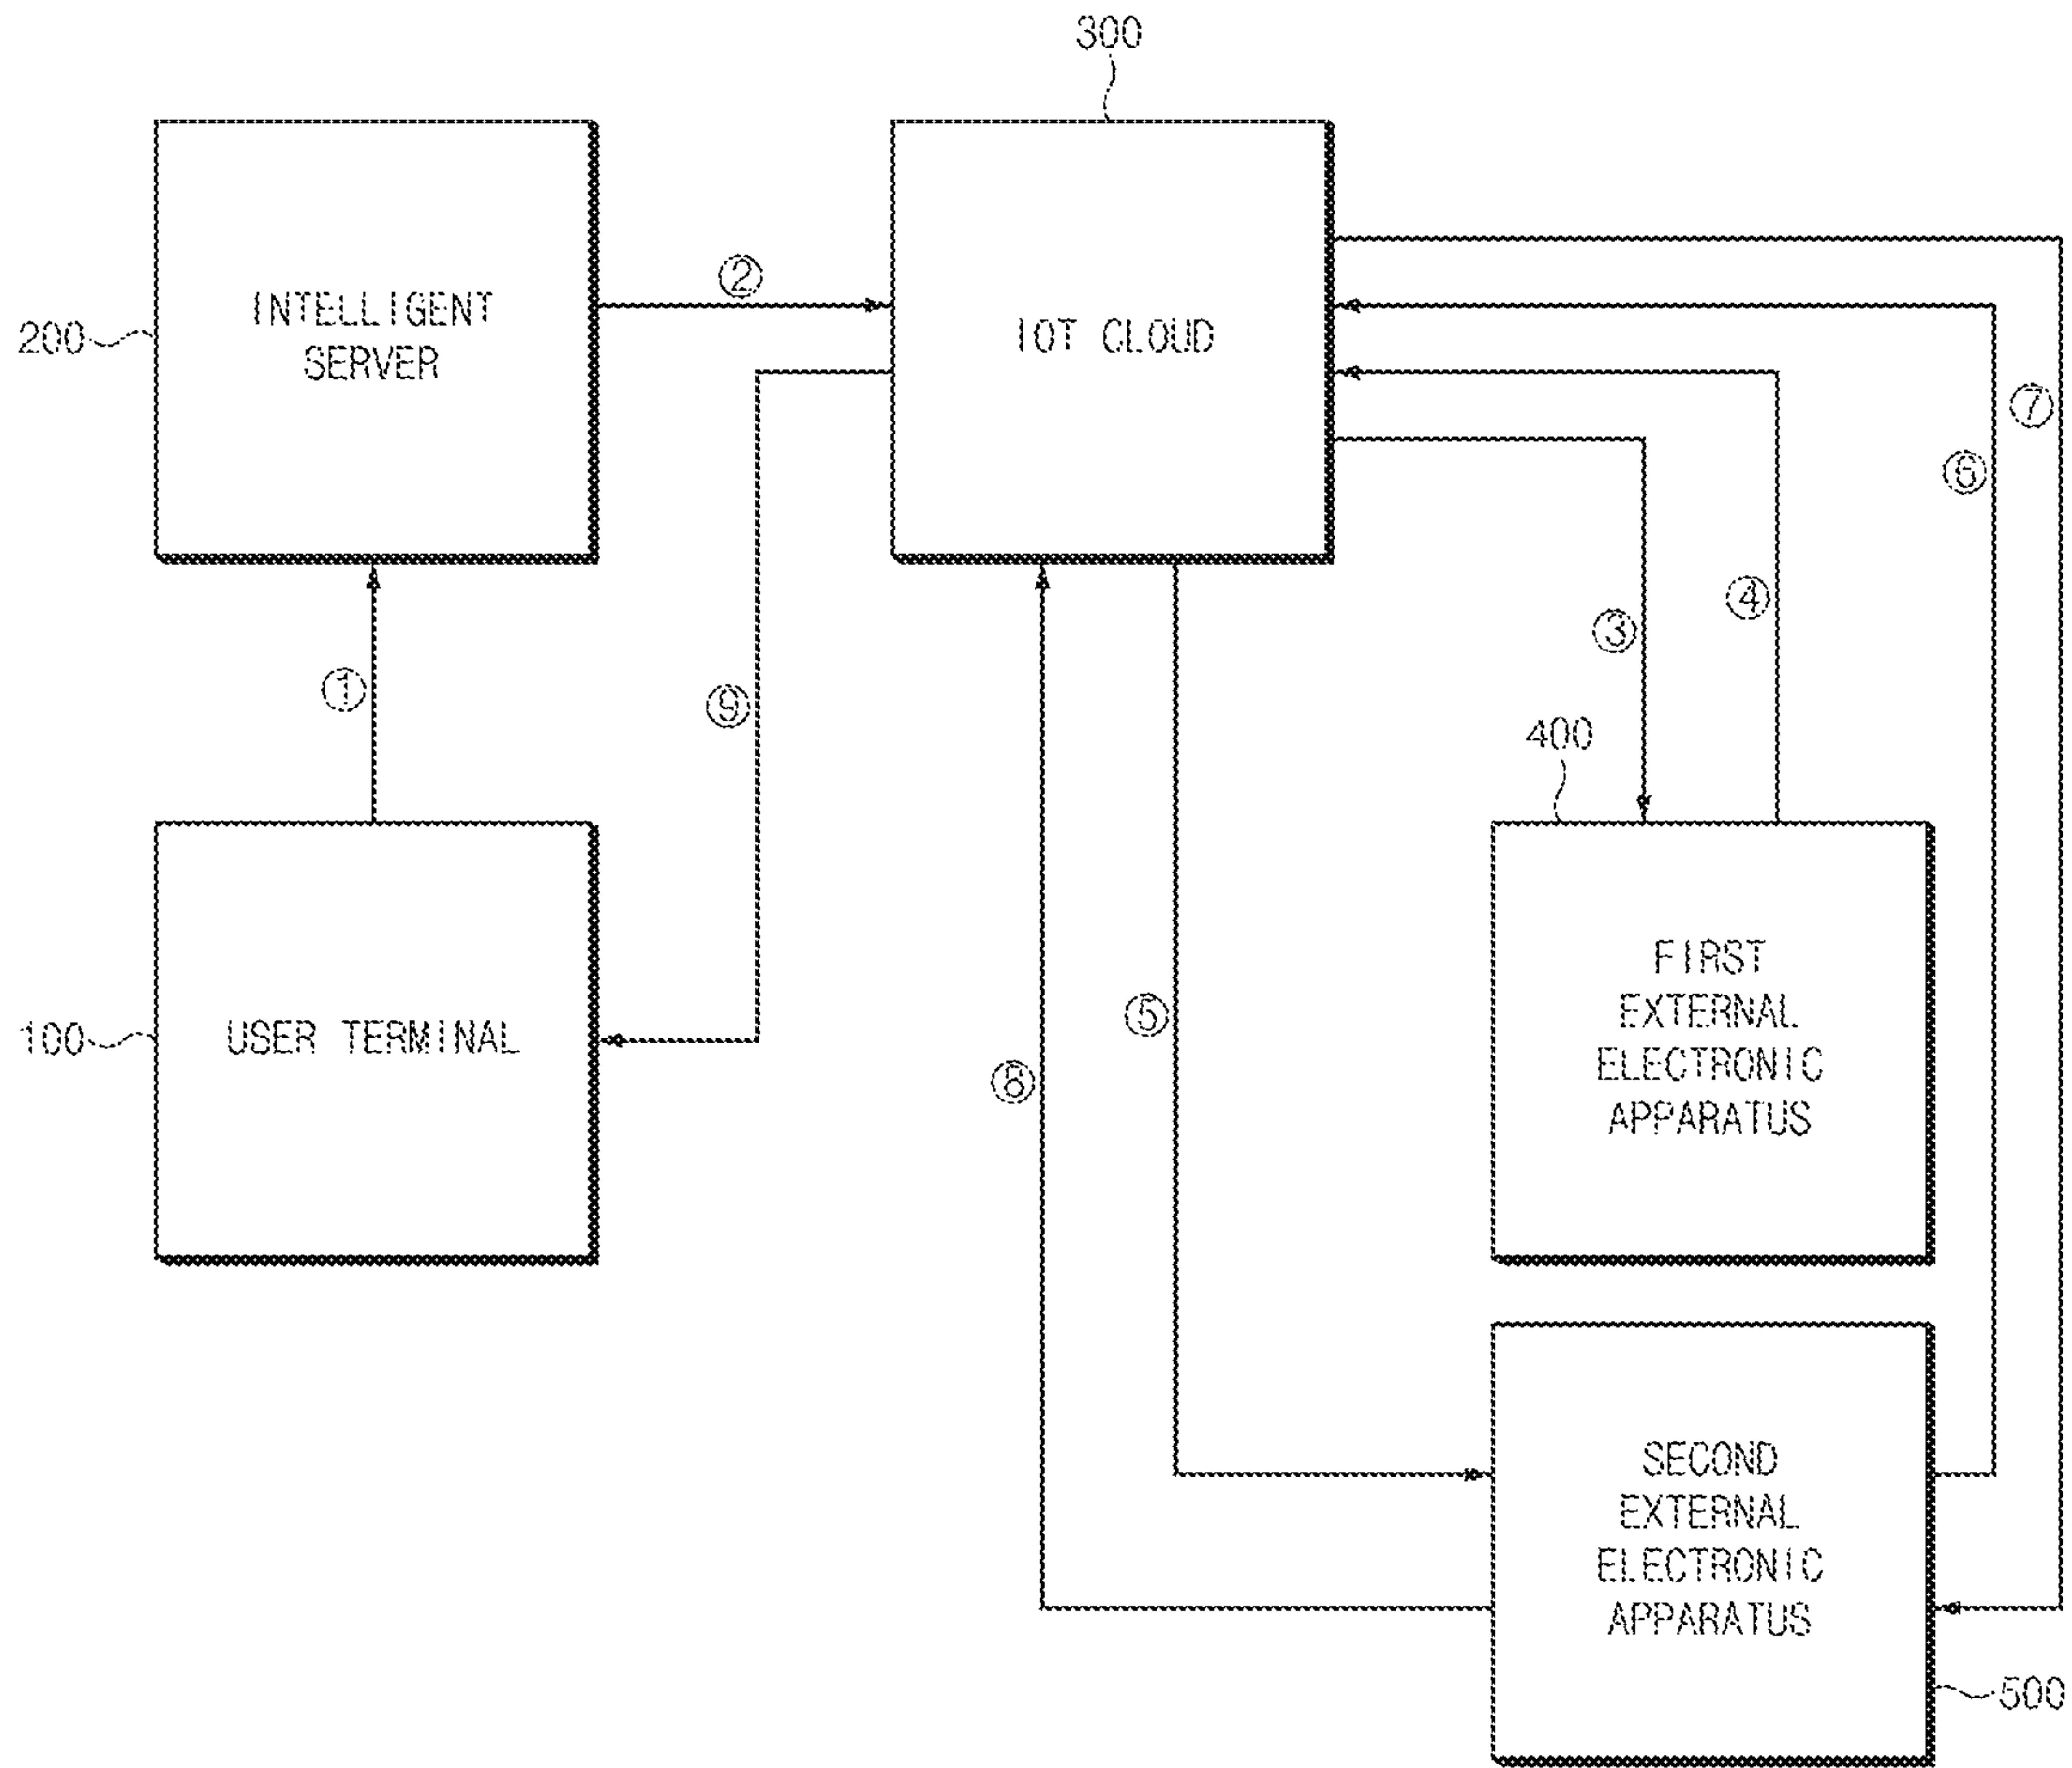 300
INTELLIGENT
SERVER
200
②
IOT CLOUD
⑦
⑥
④
③
①
⑨
400
USER TERMINAL
100
⑤
⑧
FIRST
EXTERNAL
ELECTRONIC
APPARATUS
SECOND
EXTERNAL
ELECTRONIC
APPARATUS
500